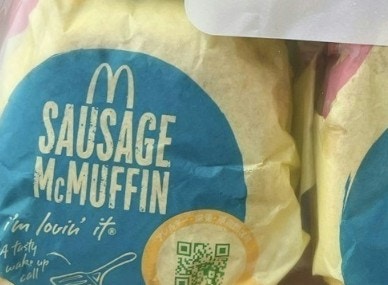 SAUSAGE
McMUFFIN
i'm lovin' it®
A tasty
wake up
call